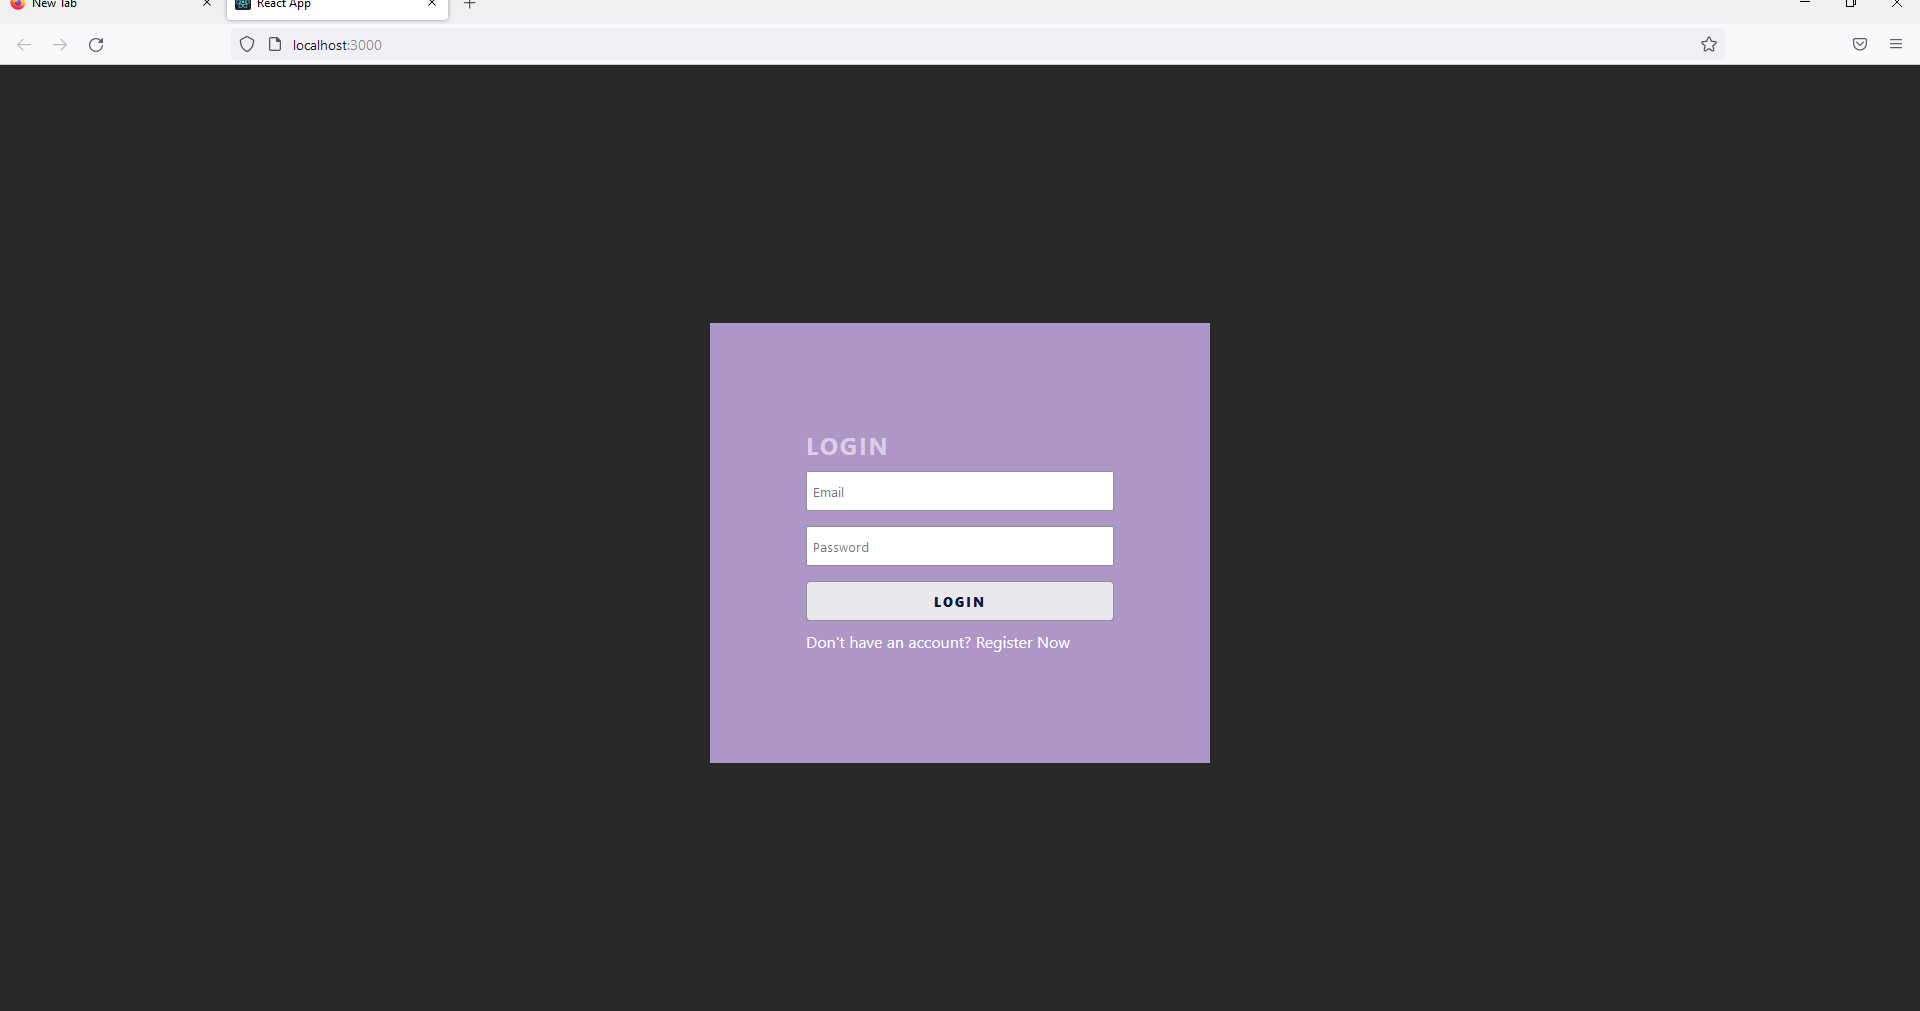 New Tab
React App
localhost:3000
LOGIN
Email
Password
LOGIN
Don't have an account? Register Now